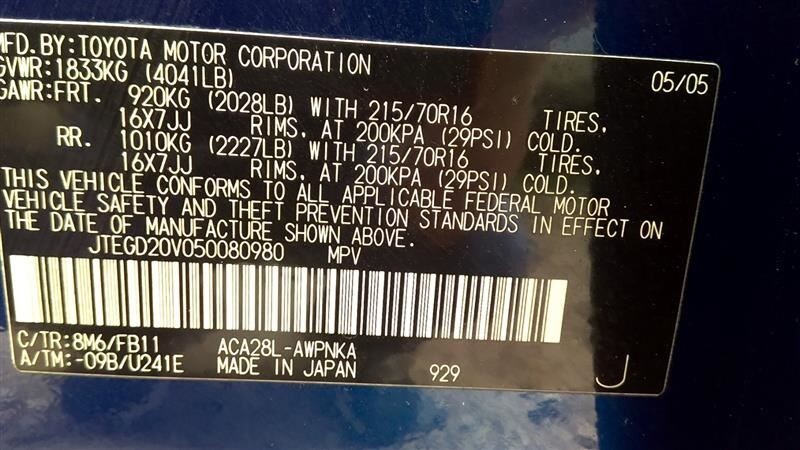 MFD. BY: TOYOTA MOTOR CORPORATION 05/05
GVWR: 1833KG (4041LB)
GAWR: FRT. 920KG (2028LB) WITH 215/70R16 TIRES,
16X7JJ RIMS, AT 200KPA (29PSI) COLD.
RR. 1010KG (2227LB) WITH 215/70R16 TIRES,
16X7JJ RIMS, AT 200KPA (29PSI) COLD.
THIS VEHICLE CONFORMS TO ALL APPLICABLE FEDERAL MOTOR
VEHICLE SAFETY AND THEFT PREVENTION STANDARDS IN EFFECT ON
THE DATE OF MANUFACTURE SHOWN ABOVE.
JTEGD20V050080980 MPV
C/TR: 8M6/FB11 ACA28L-AWPNKA
A/TM: -09B/U241E MADE IN JAPAN 929 J